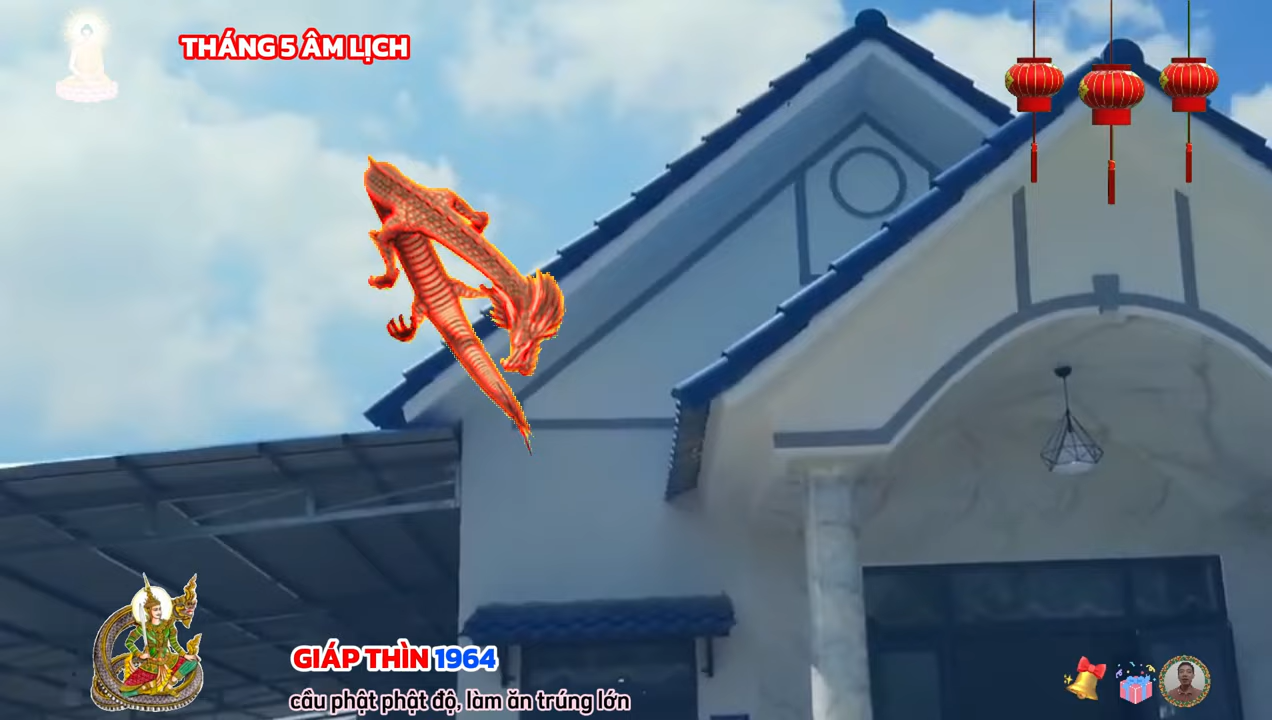 THÁNG 5 ÂM LỊCH
GIÁP THÌN 1964
cầu phật phật độ, làm ăn trúng lớn